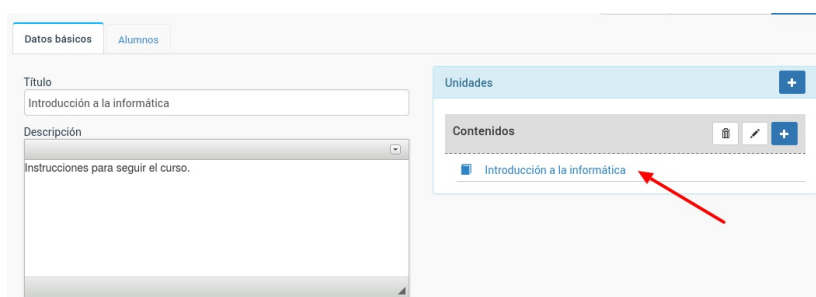 Datos básicos
Alumnos
Título
Introducción a la informática
Descripción
Instrucciones para seguir el curso.
Unidades
Contenidos
Introducción a la informática